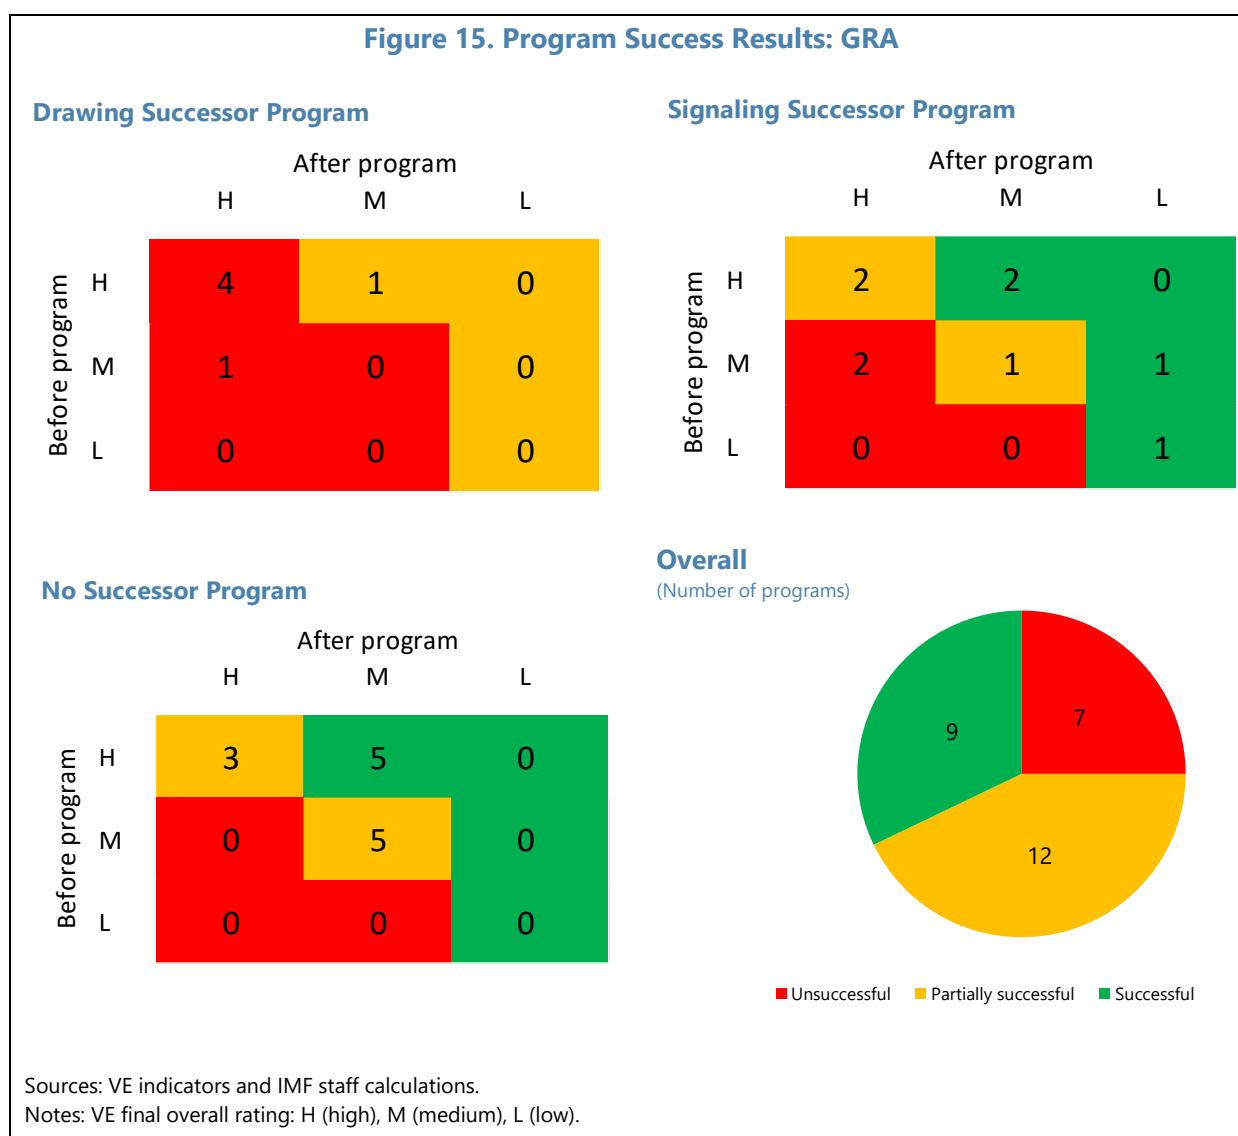 Figure 15. Program Success Results: GRA
Drawing Successor Program
After program
H M L
Before program
H 4 1 0
M 1 0 0
L 0 0 0
Signaling Successor Program
After program
H M L
Before program
H 2 2 0
M 2 1 1
L 0 0 1
No Successor Program
After program
H M L
Before program
H 3 5 0
M 0 5 0
L 0 0 0
Overall
(Number of programs)
7
9
12
Unsuccessful Partially successful Successful
Sources: VE indicators and IMF staff calculations.
Notes: VE final overall rating: H (high), M (medium), L (low).